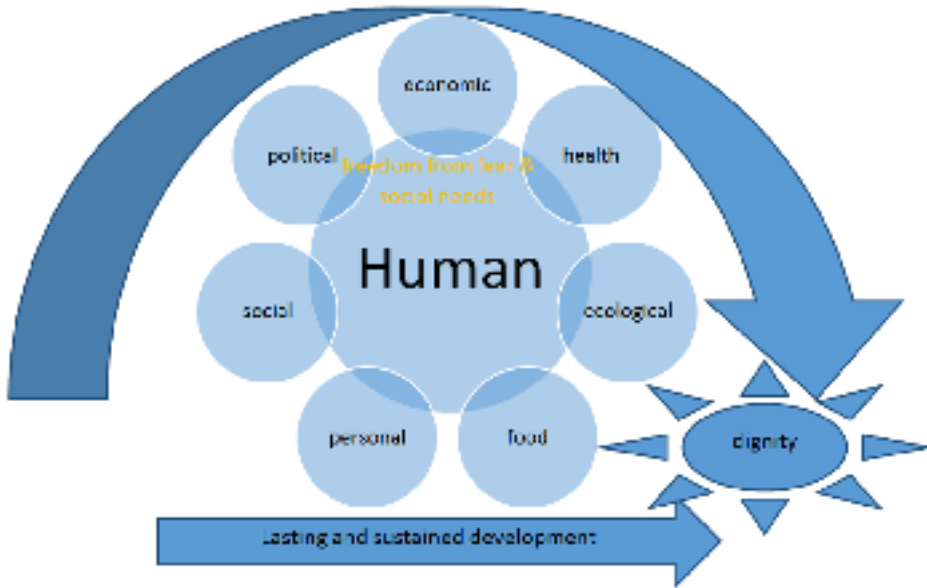 economic
political
health
freedom from fear &
social needs
Human
social
ecological
personal
food
dignity
Lasting and sustained development